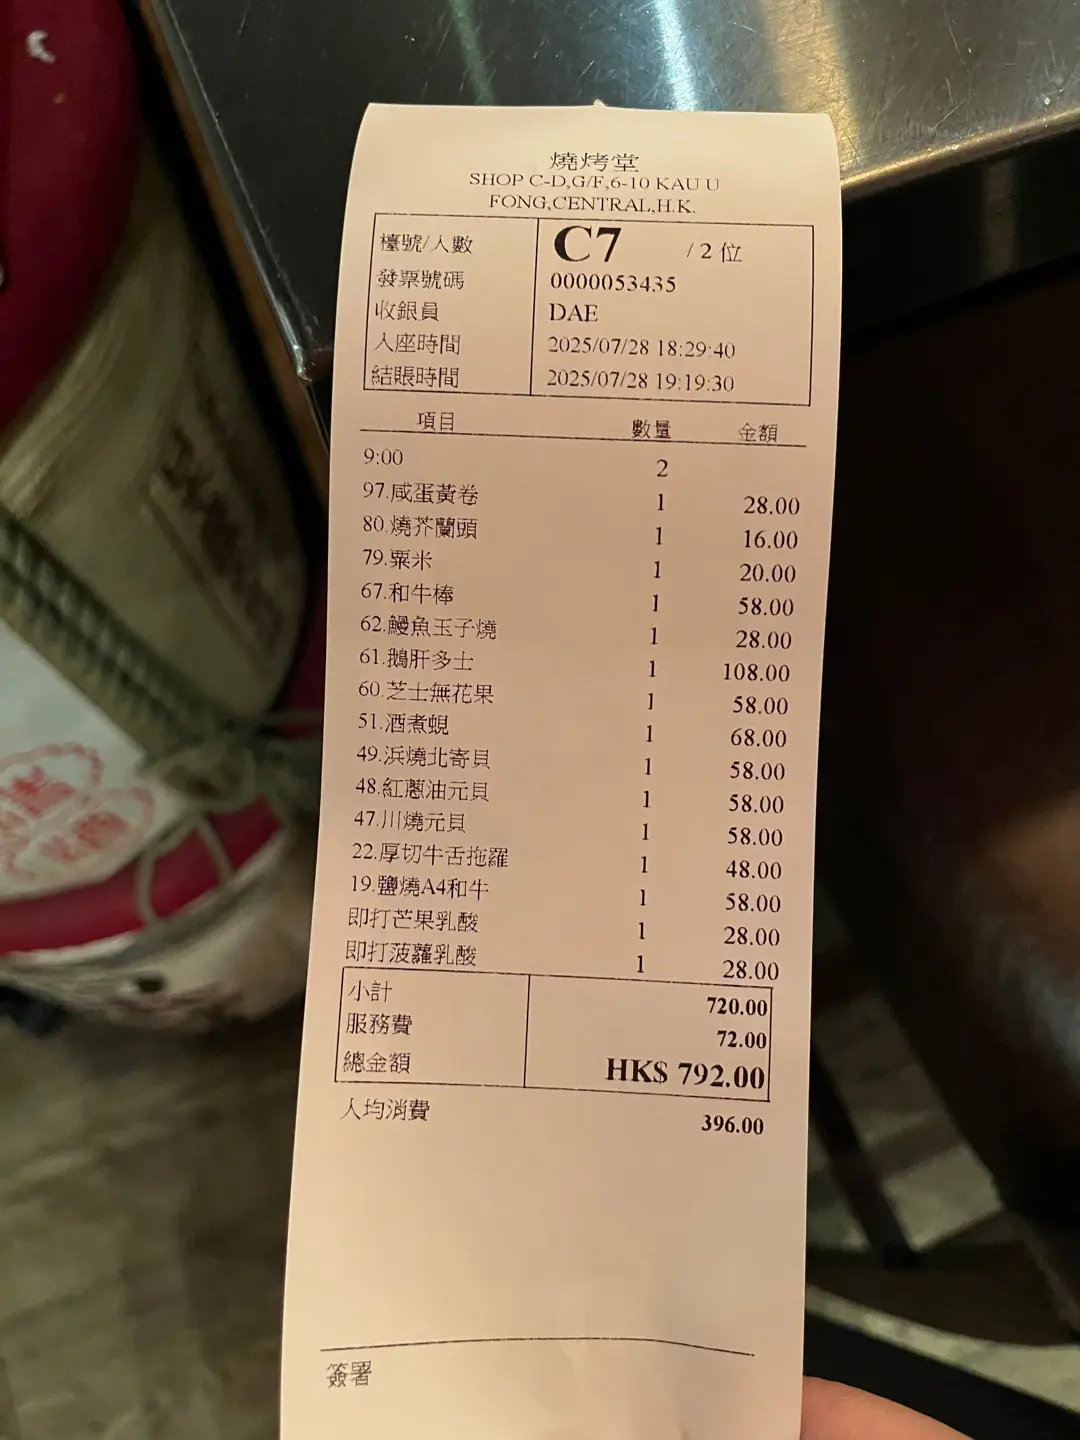 燒烤堂
SHOP C-D,G/F,6-10 KAU U
FONG,CENTRAL,H.K.
檯號/人數 C7 / 2 位
發票號碼 0000053435
收銀員 DAE
入座時間 2025/07/28 18:29:40
結賬時間 2025/07/28 19:19:30
項目 數量 金額
9:00 2
97.咸蛋黃卷 1 28.00
80.燒芥蘭頭 1 16.00
79.粟米 1 20.00
67.和牛棒 1 58.00
62.鰻魚玉子燒 1 28.00
61.鵝肝多士 1 108.00
60.芝士無花果 1 58.00
51.酒煮蜆 1 68.00
49.浜燒北寄貝 1 58.00
48.紅蔥油元貝 1 58.00
47.川燒元貝 1 58.00
22.厚切牛舌拖羅 1 48.00
19.鹽燒A4和牛 1 58.00
即打芒果乳酸 1 28.00
即打菠蘿乳酸 1 28.00
小計 720.00
服務費 72.00
總金額 HK$ 792.00
人均消費 396.00
簽署